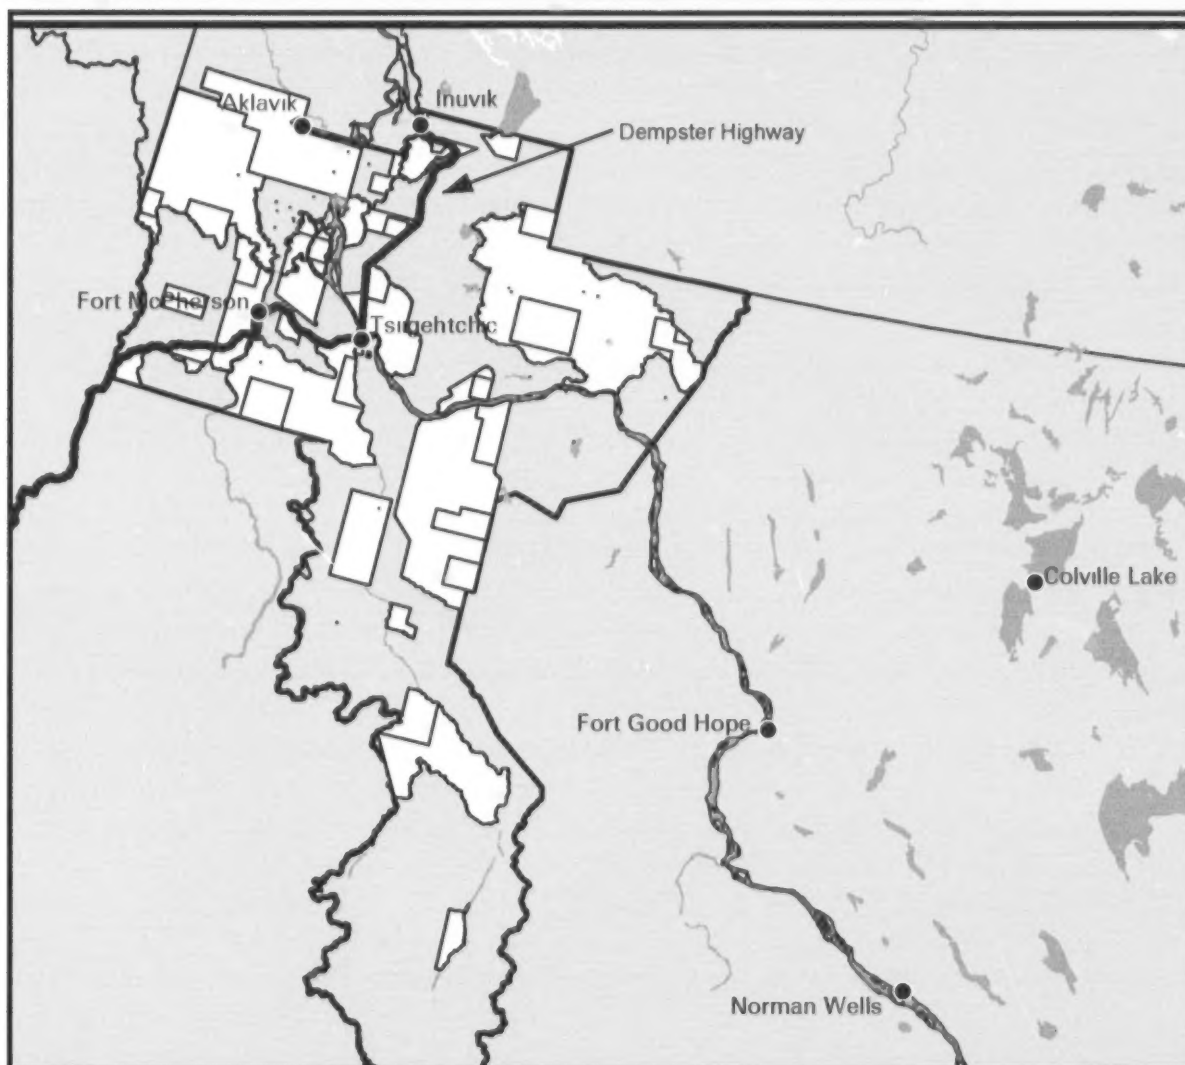 Aklavik
Inuvik
Dempster Highway
Fort McPherson
Tsiigehtchic
Colville Lake
Fort Good Hope
Norman Wells